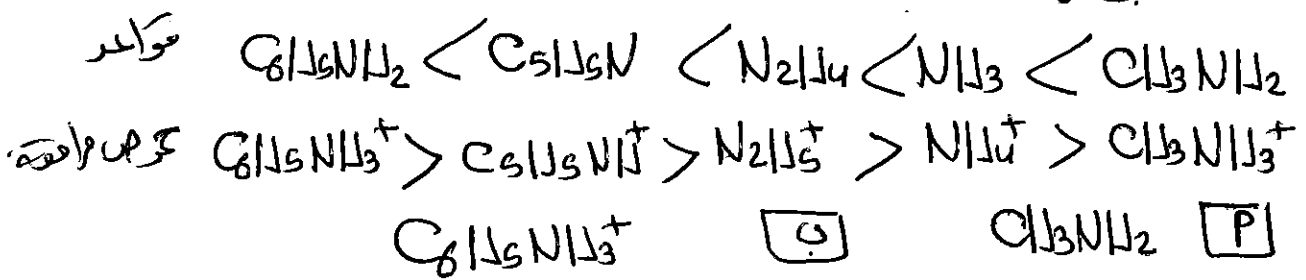 قواعد C6H5NH2 < C5H5N < N2H4 < NH3 < CH3NH2
حموض مرافقة C6H5NH3+ > C5H5NH+ > N2H5+ > NH4+ > CH3NH3+
أ CH3NH2 ب C6H5NH3+